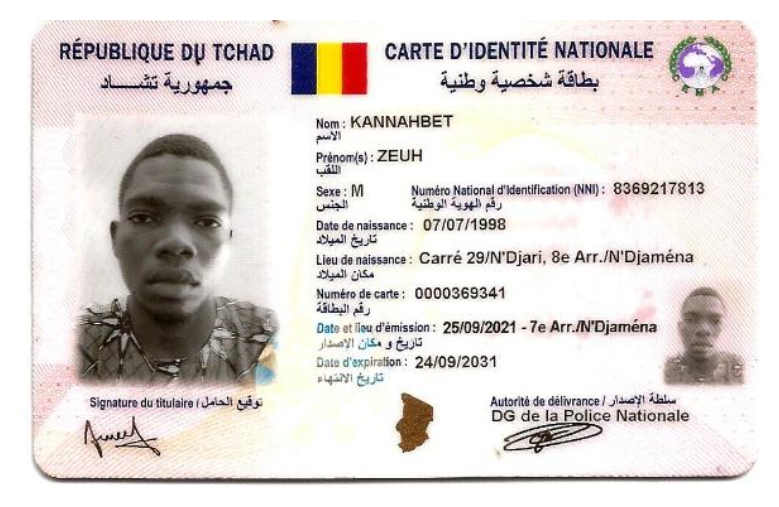 RÉPUBLIQUE DU TCHAD
جمهورية تشـــاد
CARTE D'IDENTITÉ NATIONALE
بطاقة شخصية وطنية
CEMAC
Nom : KANNAHBET
الاسم
Prénom(s) : ZEUH
اللقب
Sexe : M Numéro National d'Identification (NNI) : 8369217813
الجنس رقم الهوية الوطنية
Date de naissance : 07/07/1998
تاريخ الميلاد
Lieu de naissance : Carré 29/N'Djari, 8e Arr./N'Djaména
مكان الميلاد
Numéro de carte : 0000369341
رقم البطاقة
Date et lieu d'émission : 25/09/2021 - 7e Arr./N'Djaména
تاريخ و مكان الاصدار
Date d'expiration : 24/09/2031
تاريخ الانتهاء
Signature du titulaire / توقيع الحامل
Autorité de délivrance / سلطة الإصدار
DG de la Police Nationale